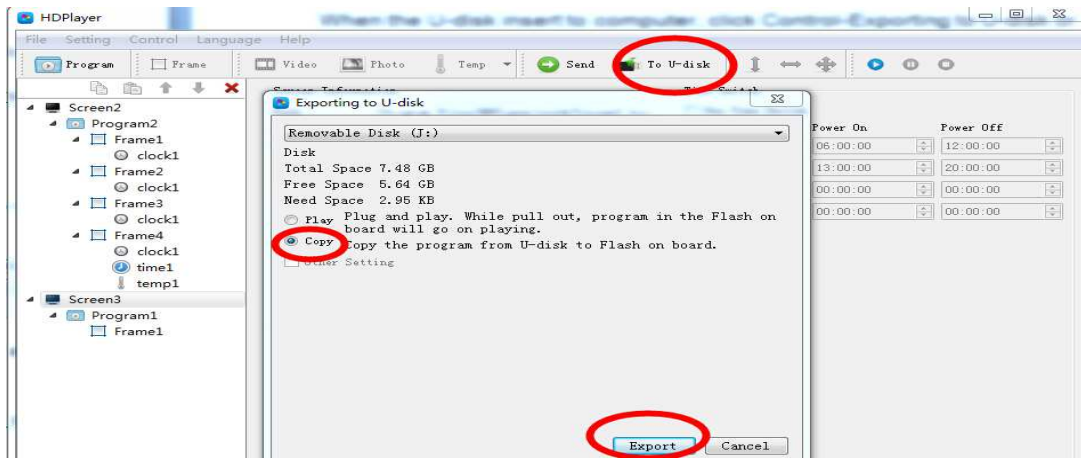 When the U-disk insert to computer, click Control-Exporting to U-disk
HDPlayer
File Setting Control Language Help
Program Frame Video Photo Temp Send To U-disk
Screen2
Program2
Frame1
clock1
Frame2
clock1
Frame3
clock1
Frame4
clock1
time1
temp1
Screen3
Program1
Frame1
Exporting to U-disk
Removable Disk (J:)
Disk
Total Space 7.48 GB
Free Space 5.64 GB
Need Space 2.95 KB
Play Plug and play. While pull out, program in the Flash on
board will go on playing.
Copy Copy the program from U-disk to Flash on board.
Other Setting
Export Cancel
Power On Power Off
06:00:00 12:00:00
13:00:00 20:00:00
00:00:00 00:00:00
00:00:00 00:00:00